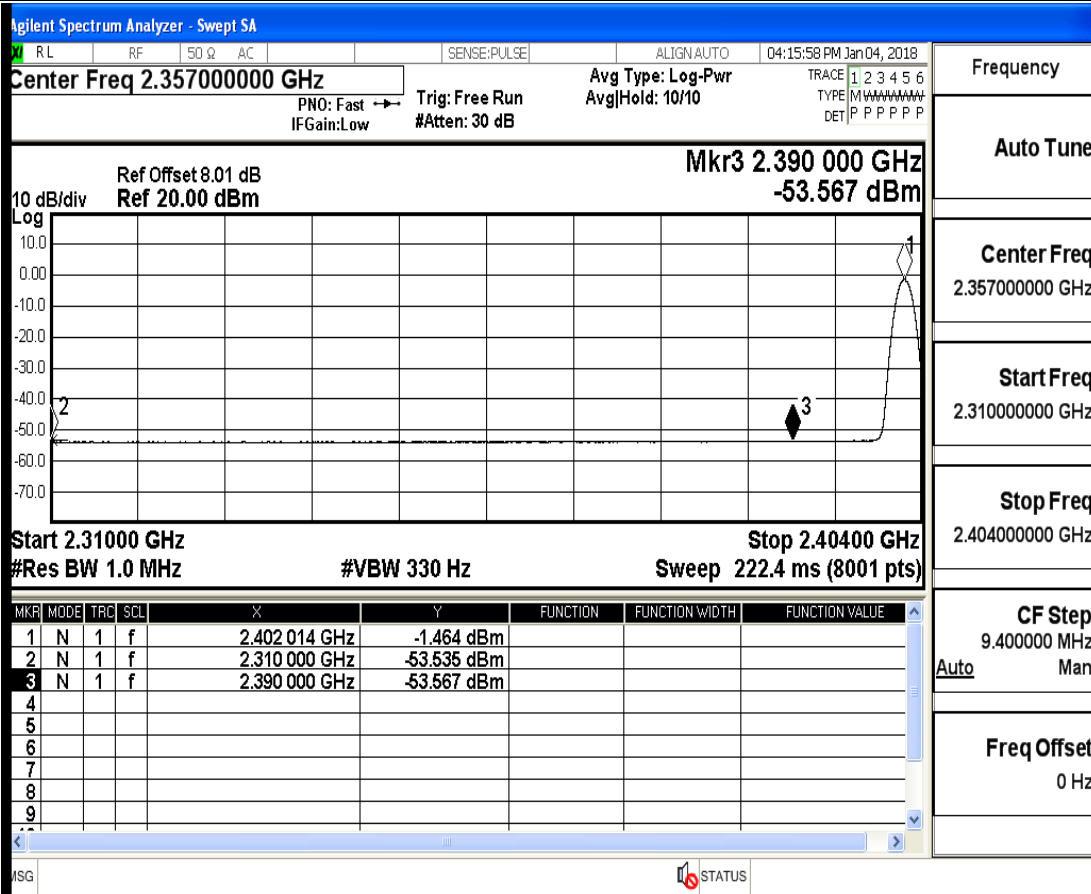 Agilent Spectrum Analyzer - Swept SA
RL RF 50 Ω AC SENSE:PULSE ALIGN AUTO 04:15:58 PM Jan 04, 2018
Center Freq 2.357000000 GHz
PNO: Fast
IFGain:Low
Trig: Free Run
#Atten: 30 dB
Avg Type: Log-Pwr
Avg|Hold: 10/10
TRACE 1 2 3 4 5 6
TYPE M WWWWW
DET P P P P P P
Mkr3 2.390 000 GHz
-53.567 dBm
Ref Offset 8.01 dB
10 dB/div Ref 20.00 dBm
Log
10.0
0.00
-10.0
-20.0
-30.0
-40.0
-50.0
-60.0
-70.0
1
2
3
Start 2.31000 GHz Stop 2.40400 GHz
#Res BW 1.0 MHz #VBW 330 Hz Sweep 222.4 ms (8001 pts)
MKR MODE TRC SCL X Y FUNCTION FUNCTION WIDTH FUNCTION VALUE
1 N 1 f 2.402 014 GHz -1.464 dBm
2 N 1 f 2.310 000 GHz -53.535 dBm
3 N 1 f 2.390 000 GHz -53.567 dBm
4
5
6
7
8
9
MSG STATUS
Frequency
Auto Tune
Center Freq
2.357000000 GHz
Start Freq
2.310000000 GHz
Stop Freq
2.404000000 GHz
CF Step
9.400000 MHz
Auto Man
Freq Offset
0 Hz